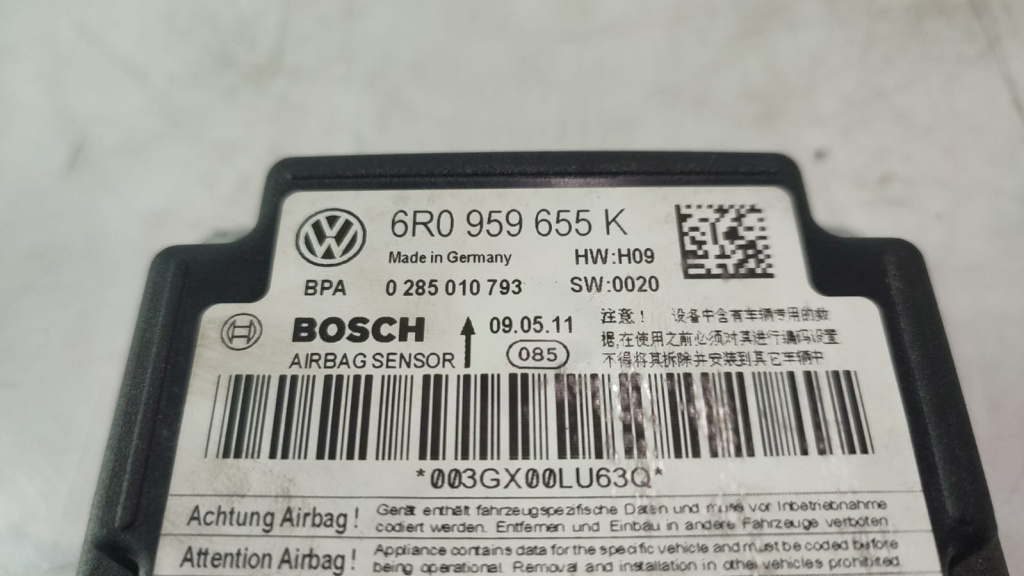 6R0 959 655 K
Made in Germany HW:H09
BPA 0 285 010 793 SW:0020
BOSCH 09.05.11
AIRBAG SENSOR 085
注意！ 设备中含有车辆专用的数
据,在使用之前必须对其进行编码设置
不得将其拆除并安装到其它车辆中
*003GX00LU63Q*
Achtung Airbag! Gerät enthält fahrzeugspezifische Daten und muss vor Inbetriebnahme
codiert werden. Entfernen und Einbau in andere Fahrzeuge verboten.
Attention Airbag! Appliance contains data for the specific vehicle and must be coded before
being operational. Removal and installation in other vehicles prohibited.